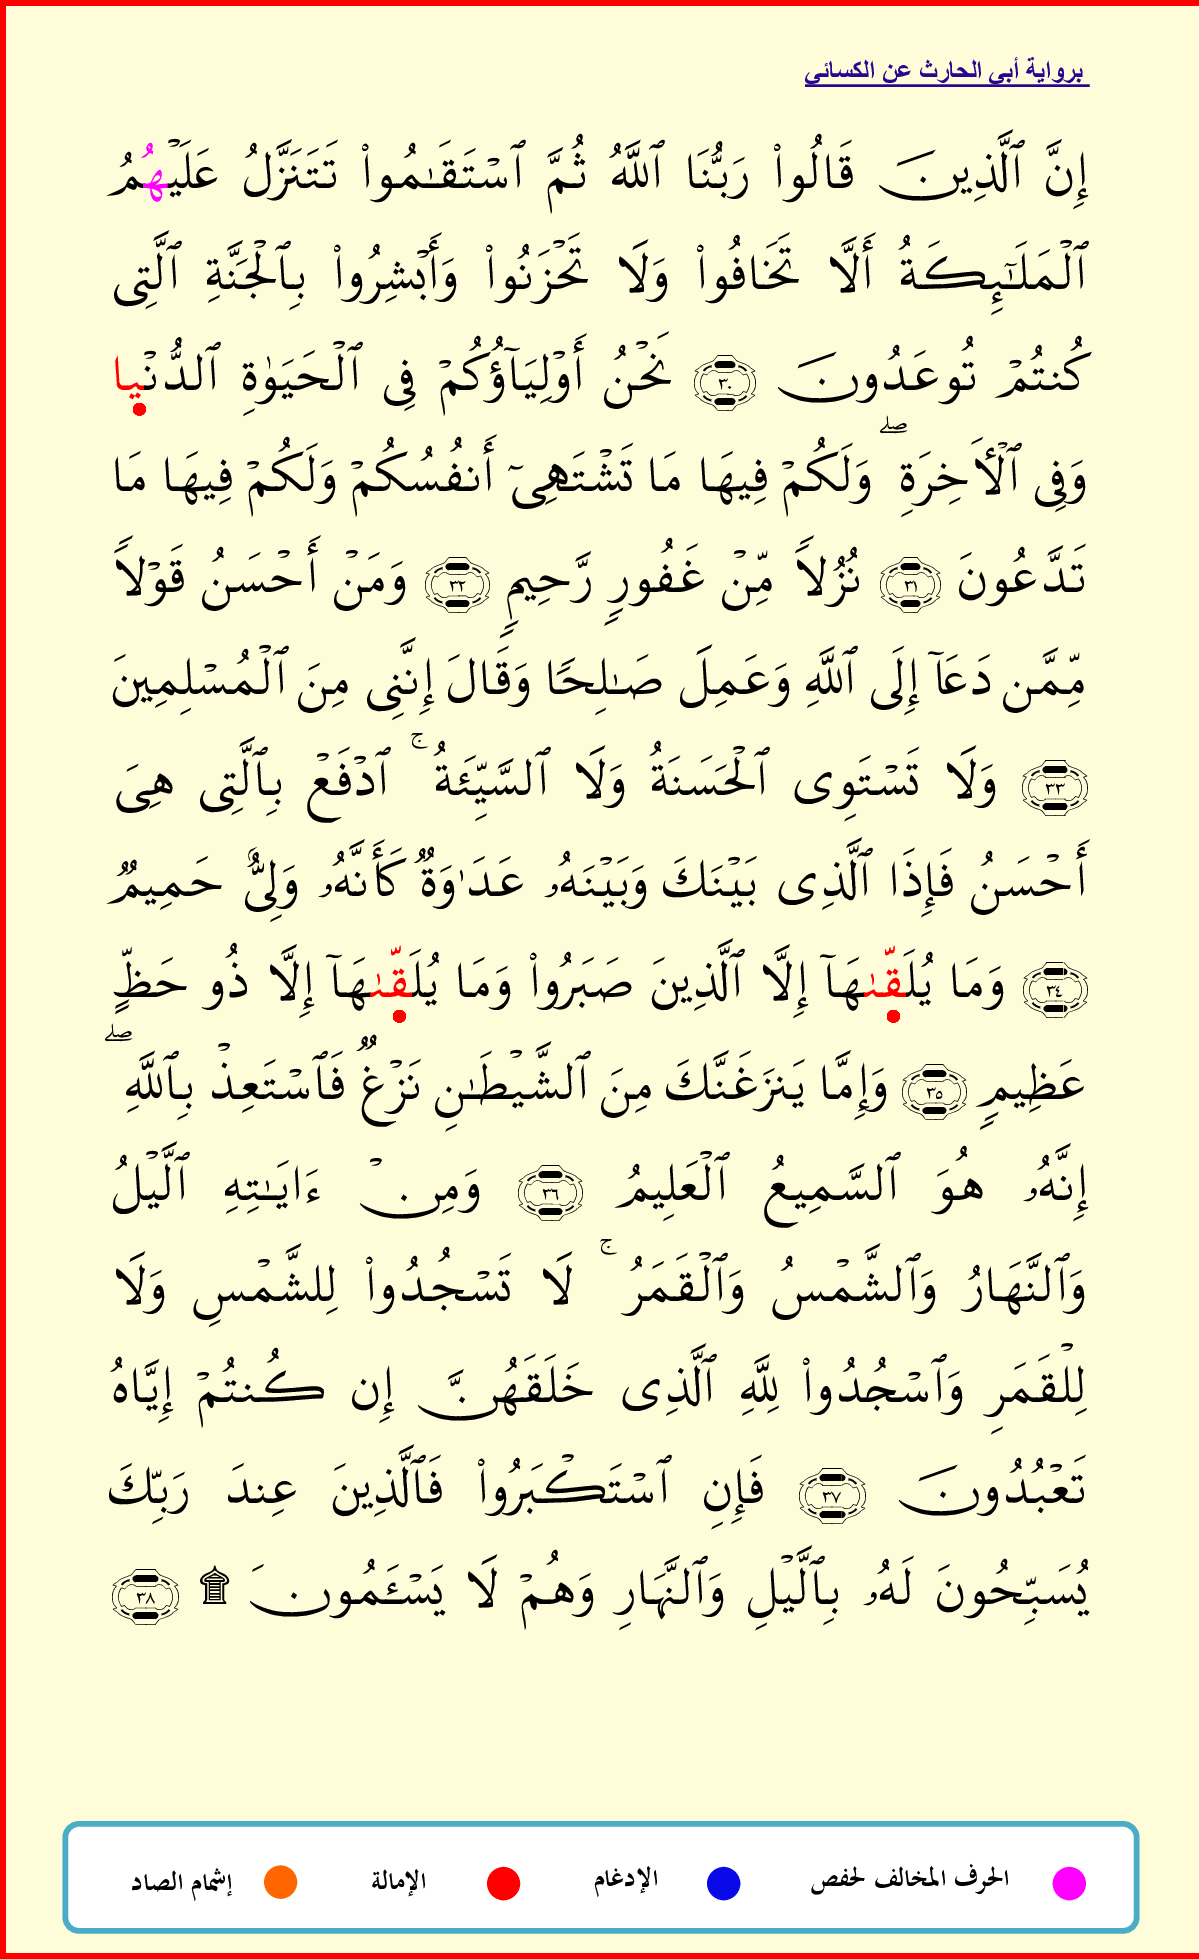 برواية أبي الحارث عن الكسائي
إِنَّ ٱلَّذِينَ قَالُواْ رَبُّنَا ٱللَّهُ ثُمَّ ٱسْتَقَـٰمُواْ تَتَنَزَّلُ عَلَيْهُمُ
ٱلْمَلَـٰٓئِكَةُ أَلَّا تَخَافُواْ وَلَا تَحْزَنُواْ وَأَبْشِرُواْ بِٱلْجَنَّةِ ٱلَّتِى
كُنتُمْ تُوعَدُونَ ٣٠ نَحْنُ أَوْلِيَآؤُكُمْ فِى ٱلْحَيَوٰةِ ٱلدُّنْيا
وَفِى ٱلْأَخِرَةِ ۖ وَلَكُمْ فِيهَا مَا تَشْتَهِىٓ أَنفُسُكُمْ وَلَكُمْ فِيهَا مَا
تَدَّعُونَ ٣١ نُزُلاً مِّنْ غَفُورٍ رَّحِيمٍ ٣٢ وَمَنْ أَحْسَنُ قَوْلاً
مِّمَّن دَعَآ إِلَى ٱللَّهِ وَعَمِلَ صَـٰلِحًا وَقَالَ إِنَّنِى مِنَ ٱلْمُسْلِمِينَ
٣٣ وَلَا تَسْتَوِى ٱلْحَسَنَةُ وَلَا ٱلسَّيِّئَةُ ۚ ٱدْفَعْ بِٱلَّتِى هِىَ
أَحْسَنُ فَإِذَا ٱلَّذِى بَيْنَكَ وَبَيْنَهُۥ عَدَٰوَةٌ كَأَنَّهُۥ وَلِىٌّ حَمِيمٌ
٣٤ وَمَا يُلَقّىٰهَآ إِلَّا ٱلَّذِينَ صَبَرُواْ وَمَا يُلَقّىٰهَآ إِلَّا ذُو حَظٍّ
عَظِيمٍ ٣٥ وَإِمَّا يَنزَغَنَّكَ مِنَ ٱلشَّيْطَـٰنِ نَزْغٌ فَٱسْتَعِذْ بِٱللَّهِ ۖ
إِنَّهُۥ هُوَ ٱلسَّمِيعُ ٱلْعَلِيمُ ٣٦ وَمِنْ ءَايَـٰتِهِ ٱلَّيْلُ
وَٱلنَّهَارُ وَٱلشَّمْسُ وَٱلْقَمَرُ ۚ لَا تَسْجُدُواْ لِلشَّمْسِ وَلَا
لِلْقَمَرِ وَٱسْجُدُواْ لِلَّهِ ٱلَّذِى خَلَقَهُنَّ إِن كُنتُمْ إِيَّاهُ
تَعْبُدُونَ ٣٧ فَإِنِ ٱسْتَكْبَرُواْ فَٱلَّذِينَ عِندَ رَبِّكَ
يُسَبِّحُونَ لَهُۥ بِٱلَّيْلِ وَٱلنَّهَارِ وَهُمْ لَا يَسْـَٔمُونَ ۩ ٣٨
الحرف المخالف لحفص الإدغام الإمالة إشمام الصاد